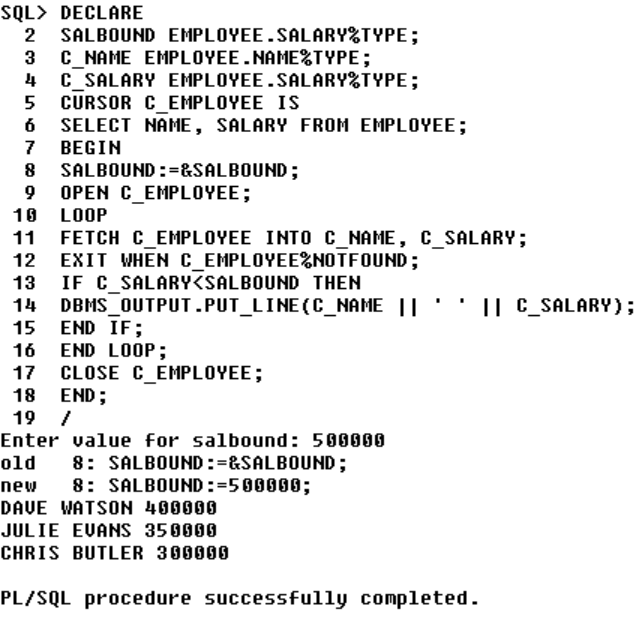 SQL> DECLARE
  2  SALBOUND EMPLOYEE.SALARY%TYPE;
  3  C_NAME EMPLOYEE.NAME%TYPE;
  4  C_SALARY EMPLOYEE.SALARY%TYPE;
  5  CURSOR C_EMPLOYEE IS
  6  SELECT NAME, SALARY FROM EMPLOYEE;
  7  BEGIN
  8  SALBOUND:=&SALBOUND;
  9  OPEN C_EMPLOYEE;
 10  LOOP
 11  FETCH C_EMPLOYEE INTO C_NAME, C_SALARY;
 12  EXIT WHEN C_EMPLOYEE%NOTFOUND;
 13  IF C_SALARY<SALBOUND THEN
 14  DBMS_OUTPUT.PUT_LINE(C_NAME || ' ' || C_SALARY);
 15  END IF;
 16  END LOOP;
 17  CLOSE C_EMPLOYEE;
 18  END;
 19  /
Enter value for salbound: 500000
old   8: SALBOUND:=&SALBOUND;
new   8: SALBOUND:=500000;
DAVE WATSON 400000
JULIE EVANS 350000
CHRIS BUTLER 300000
PL/SQL procedure successfully completed.